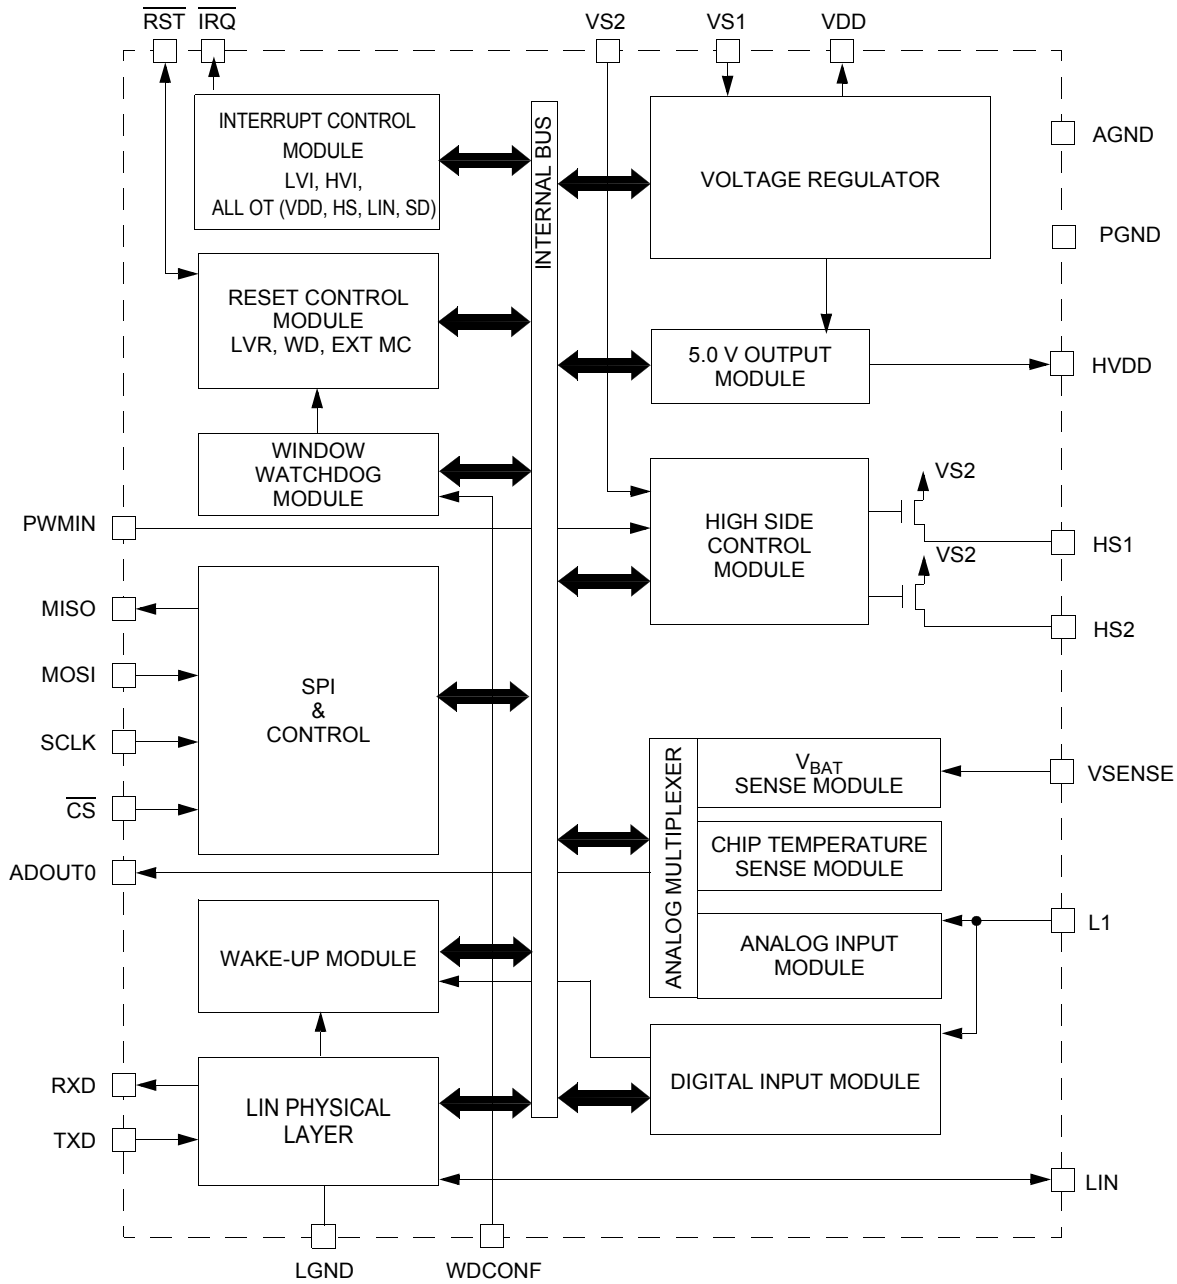 RST
IRQ
VS2
VS1
VDD
INTERRUPT CONTROL
MODULE
LVI, HVI,
ALL OT (VDD, HS, LIN, SD)
INTERNAL BUS
VOLTAGE REGULATOR
AGND
PGND
RESET CONTROL
MODULE
LVR, WD, EXT MC
5.0 V OUTPUT
MODULE
HVDD
WINDOW
WATCHDOG
MODULE
PWMIN
HIGH SIDE
CONTROL
MODULE
VS2
HS1
VS2
HS2
MISO
MOSI
SCLK
CS
SPI
&
CONTROL
ADOUT0
ANALOG MULTIPLEXER
VBAT
SENSE MODULE
VSENSE
CHIP TEMPERATURE
SENSE MODULE
ANALOG INPUT
MODULE
L1
WAKE-UP MODULE
DIGITAL INPUT MODULE
RXD
TXD
LIN PHYSICAL
LAYER
LIN
LGND
WDCONF